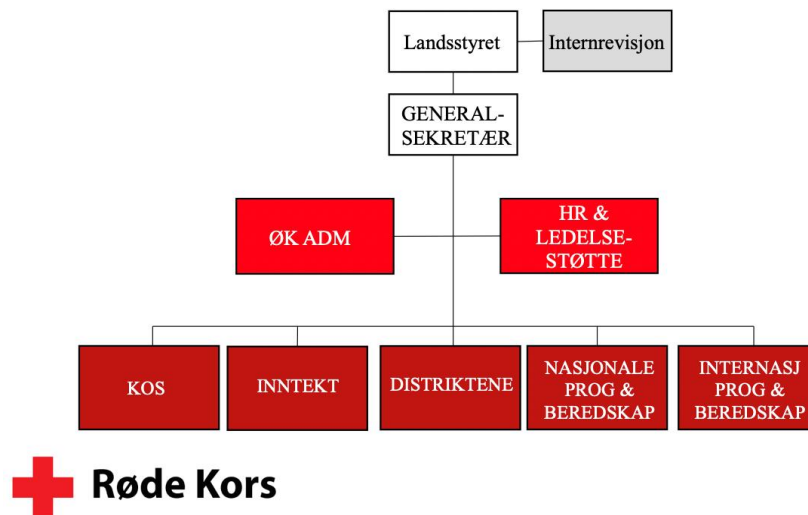 Landsstyret
Internrevisjon
GENERAL-
SEKRETÆR
ØK ADM
HR &
LEDELSE-
STØTTE
KOS
INNTEKT
DISTRIKTENE
NASJONALE
PROG &
BEREDSKAP
INTERNASJ
PROG &
BEREDSKAP
Røde Kors